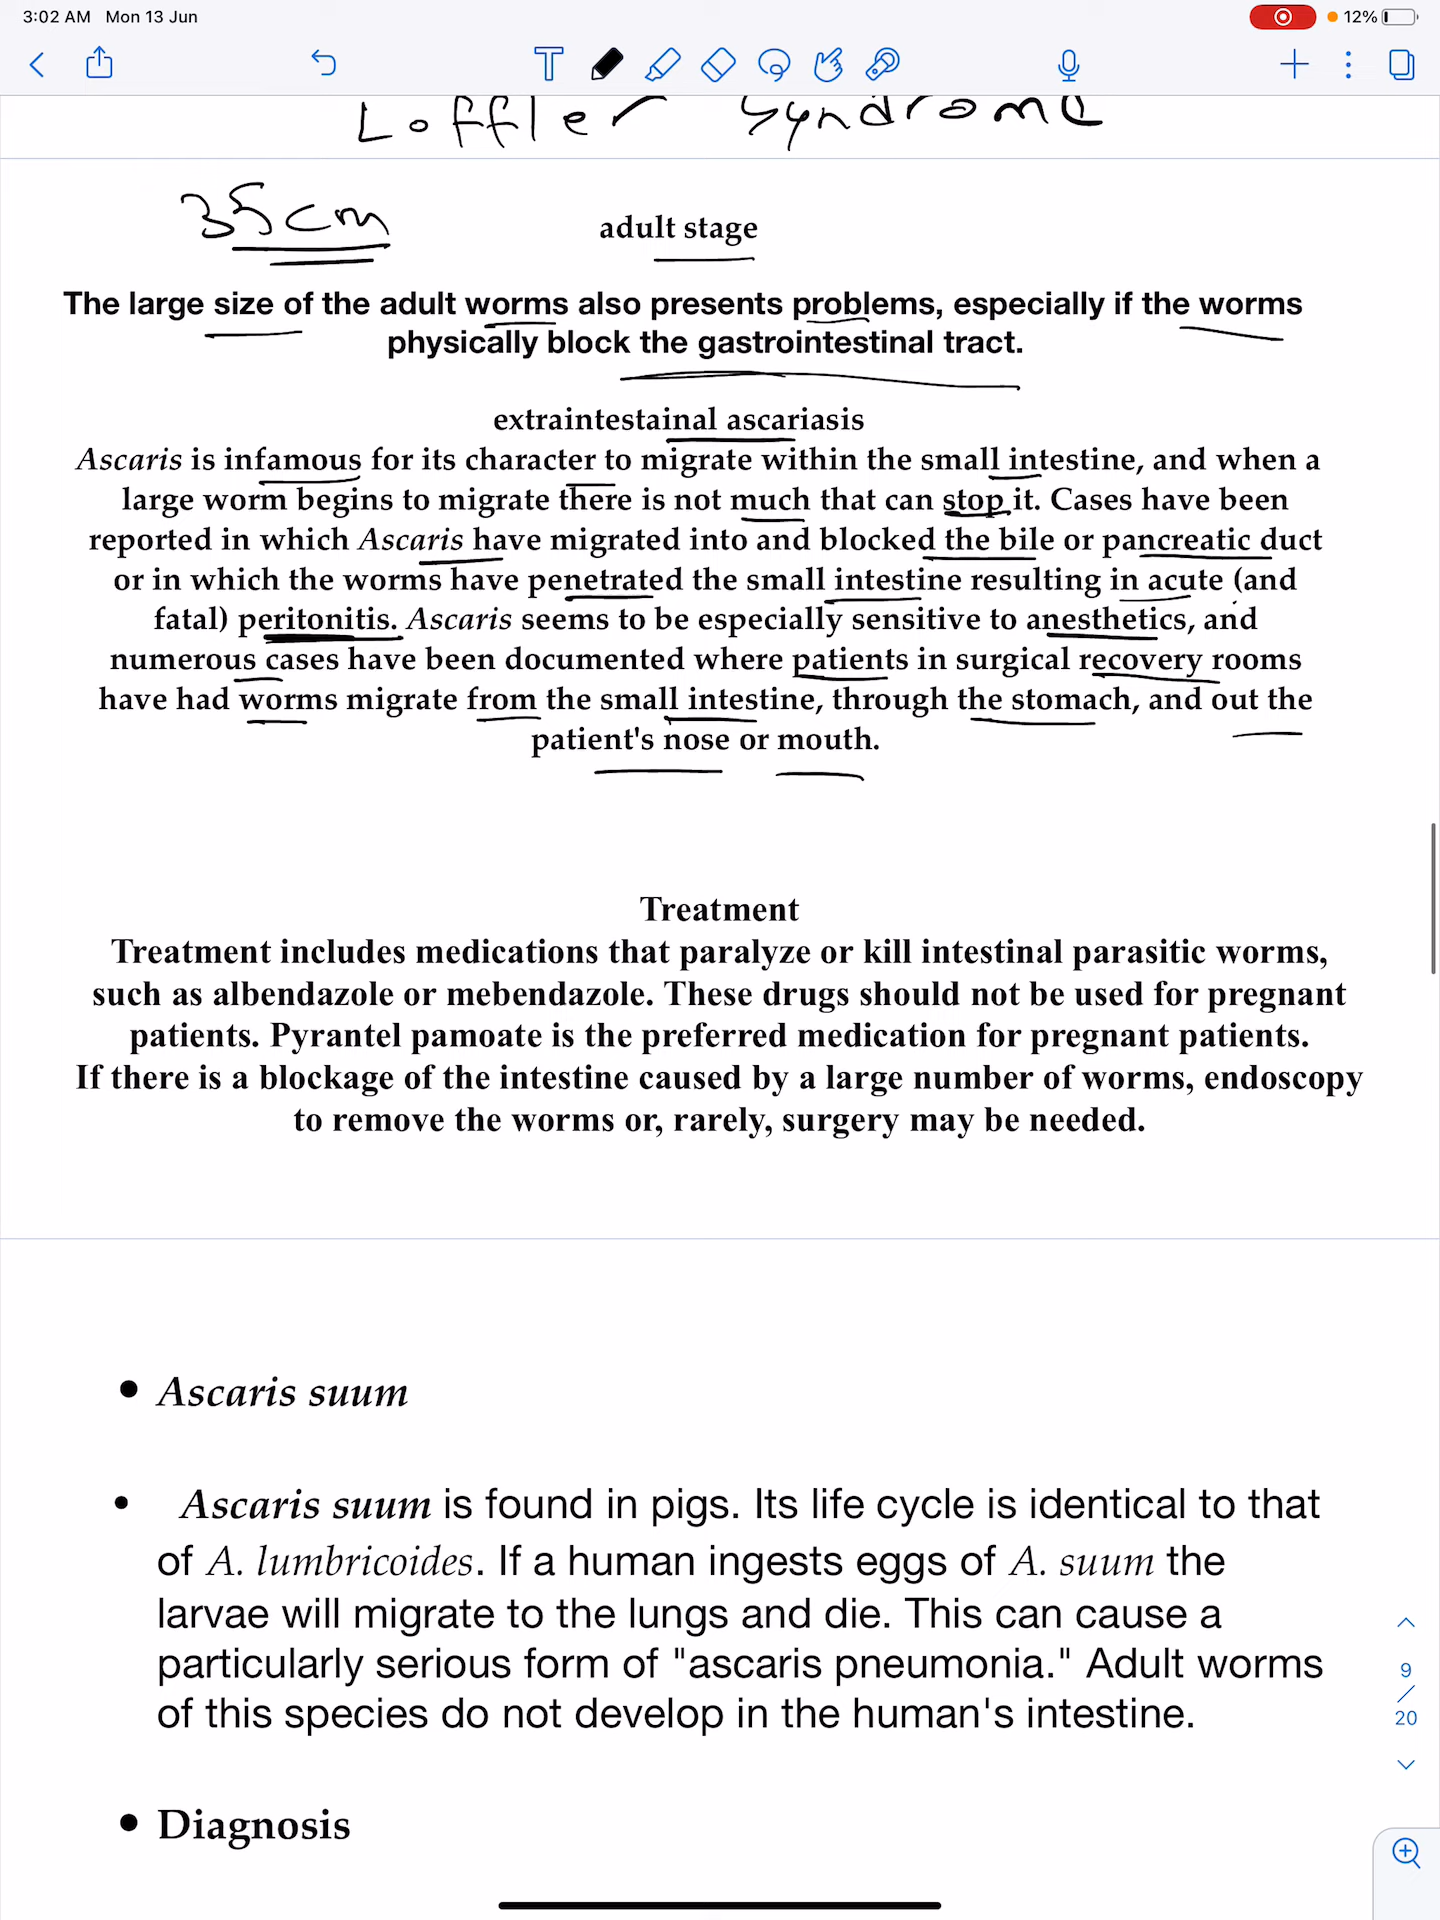 3:02 AM Mon 13 Jun
12%
Loffler Syndrome
35cm
adult stage
The large size of the adult worms also presents problems, especially if the worms
physically block the gastrointestinal tract.
extraintestainal ascariasis
Ascaris is infamous for its character to migrate within the small intestine, and when a
large worm begins to migrate there is not much that can stop it. Cases have been
reported in which Ascaris have migrated into and blocked the bile or pancreatic duct
or in which the worms have penetrated the small intestine resulting in acute (and
fatal) peritonitis. Ascaris seems to be especially sensitive to anesthetics, and
numerous cases have been documented where patients in surgical recovery rooms
have had worms migrate from the small intestine, through the stomach, and out the
patient's nose or mouth.
Treatment
Treatment includes medications that paralyze or kill intestinal parasitic worms,
such as albendazole or mebendazole. These drugs should not be used for pregnant
patients. Pyrantel pamoate is the preferred medication for pregnant patients.
If there is a blockage of the intestine caused by a large number of worms, endoscopy
to remove the worms or, rarely, surgery may be needed.
• Ascaris suum
• Ascaris suum is found in pigs. Its life cycle is identical to that
of A. lumbricoides. If a human ingests eggs of A. suum the
larvae will migrate to the lungs and die. This can cause a
particularly serious form of "ascaris pneumonia." Adult worms
of this species do not develop in the human's intestine.
9
/
20
• Diagnosis